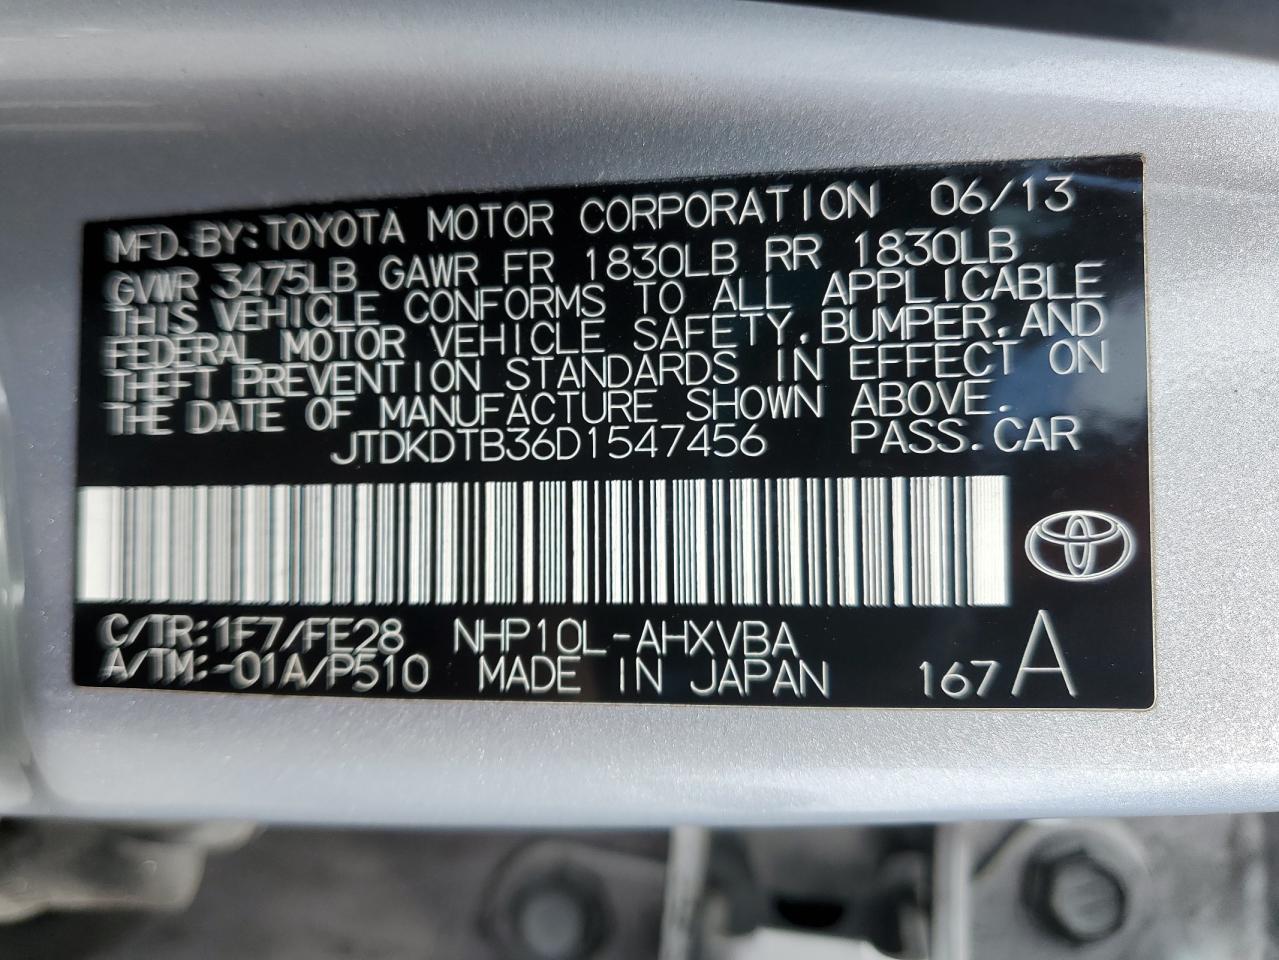 MFD. BY: TOYOTA MOTOR CORPORATION 06/13
GVWR 3475LB GAWR FR 1830LB RR 1830LB
THIS VEHICLE CONFORMS TO ALL APPLICABLE
FEDERAL MOTOR VEHICLE SAFETY, BUMPER, AND
THEFT PREVENTION STANDARDS IN EFFECT ON
THE DATE OF MANUFACTURE SHOWN ABOVE.
JTDKDTB36D1547456 PASS. CAR
C/TR: 1F7/FE28 NHP10L-AHXVBA
A/TM: -01A/P510 MADE IN JAPAN 167 A